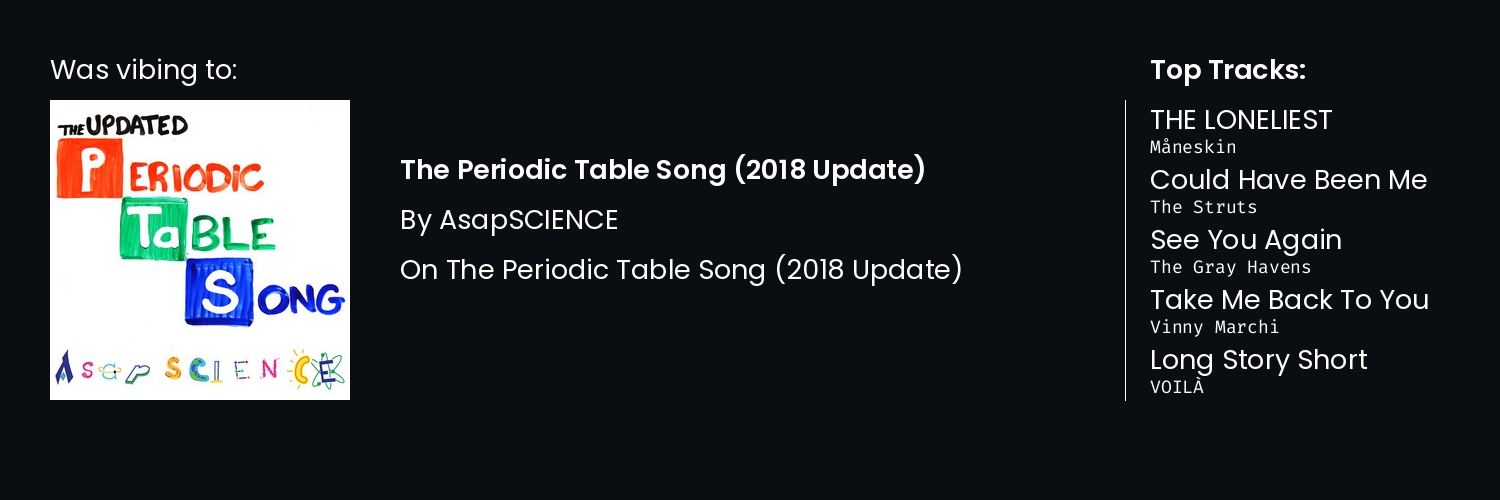 Was vibing to:
THE UPDATED
PERIODIC
TaBLE
SONG
AsapSCIENCE
The Periodic Table Song (2018 Update)
By AsapSCIENCE
On The Periodic Table Song (2018 Update)
Top Tracks:
THE LONELIEST
Måneskin
Could Have Been Me
The Struts
See You Again
The Gray Havens
Take Me Back To You
Vinny Marchi
Long Story Short
VOILÀ